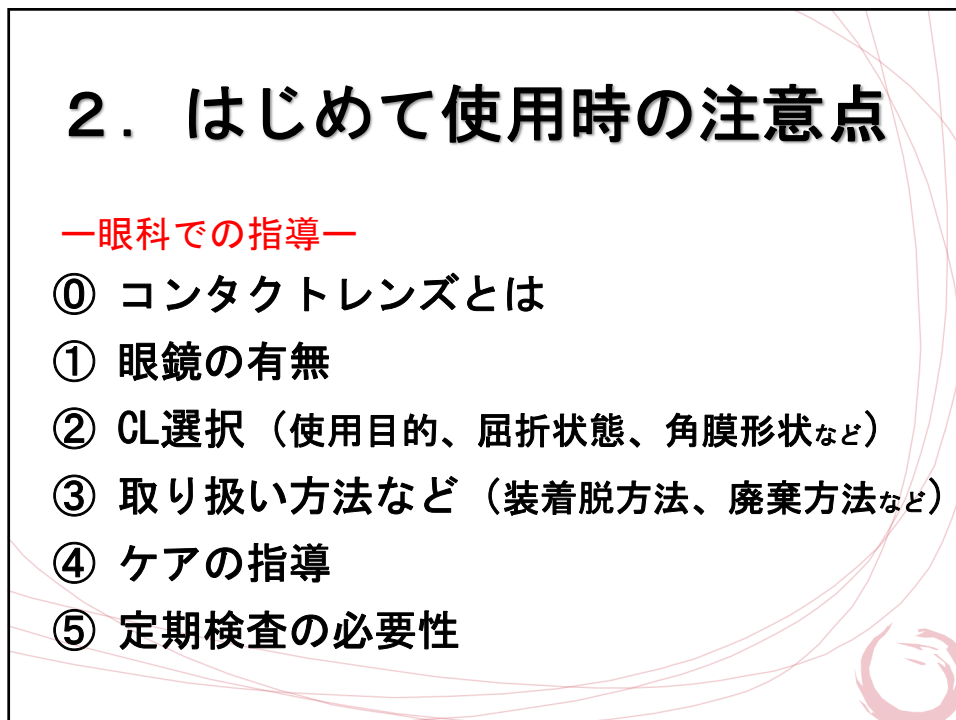 ２．はじめて使用時の注意点
ー眼科での指導ー
⓪ コンタクトレンズとは
① 眼鏡の有無
② CL選択（使用目的、屈折状態、角膜形状など）
③ 取り扱い方法など（装着脱方法、廃棄方法など）
④ ケアの指導
⑤ 定期検査の必要性